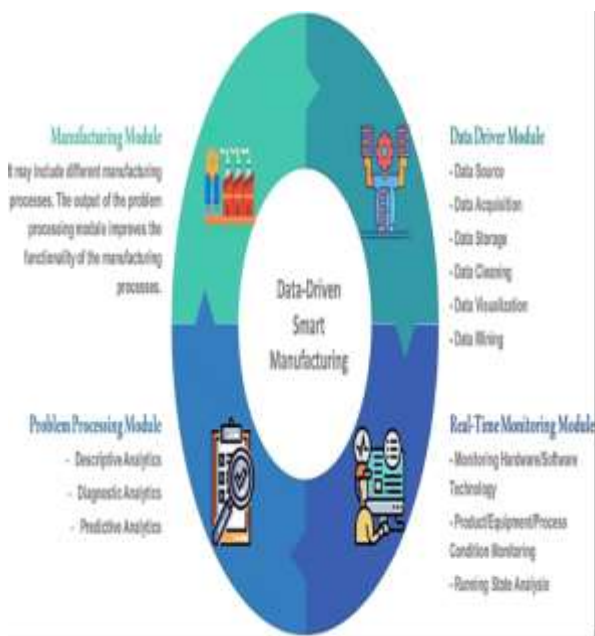 Manufacturing Module
It may include different manufacturing
processes. The output of the problem
processing module improves the
functionality of the manufacturing
processes.
Data Driver Module
- Data Source
- Data Acquisition
- Data Storage
- Data Cleaning
- Data Visualization
- Data Mining
Data-Driven
Smart
Manufacturing
Problem Processing Module
- Descriptive Analytics
- Diagnostic Analytics
- Predictive Analytics
Real-Time Monitoring Module
- Monitoring Hardware/Software
Technology
- Product/Equipment/Process
Condition Monitoring
- Running State Analysis